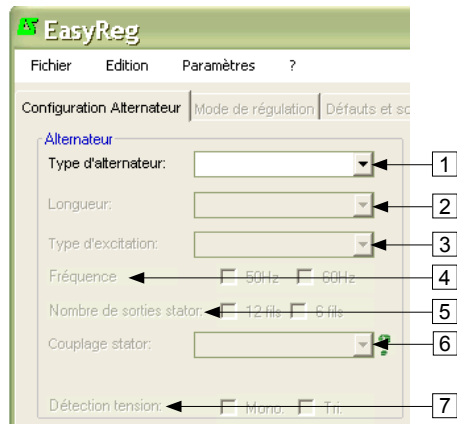 EasyReg
Fichier Edition Paramètres ?
Configuration Alternateur Mode de régulation Défauts et so
Alternateur
Type d'alternateur: 1
Longueur: 2
Type d'excitation: 3
Fréquence 50Hz 60Hz 4
Nombre de sorties stator: 12 fils 6 fils 5
Couplage stator: ? 6
Détection tension: Mono. Tri. 7